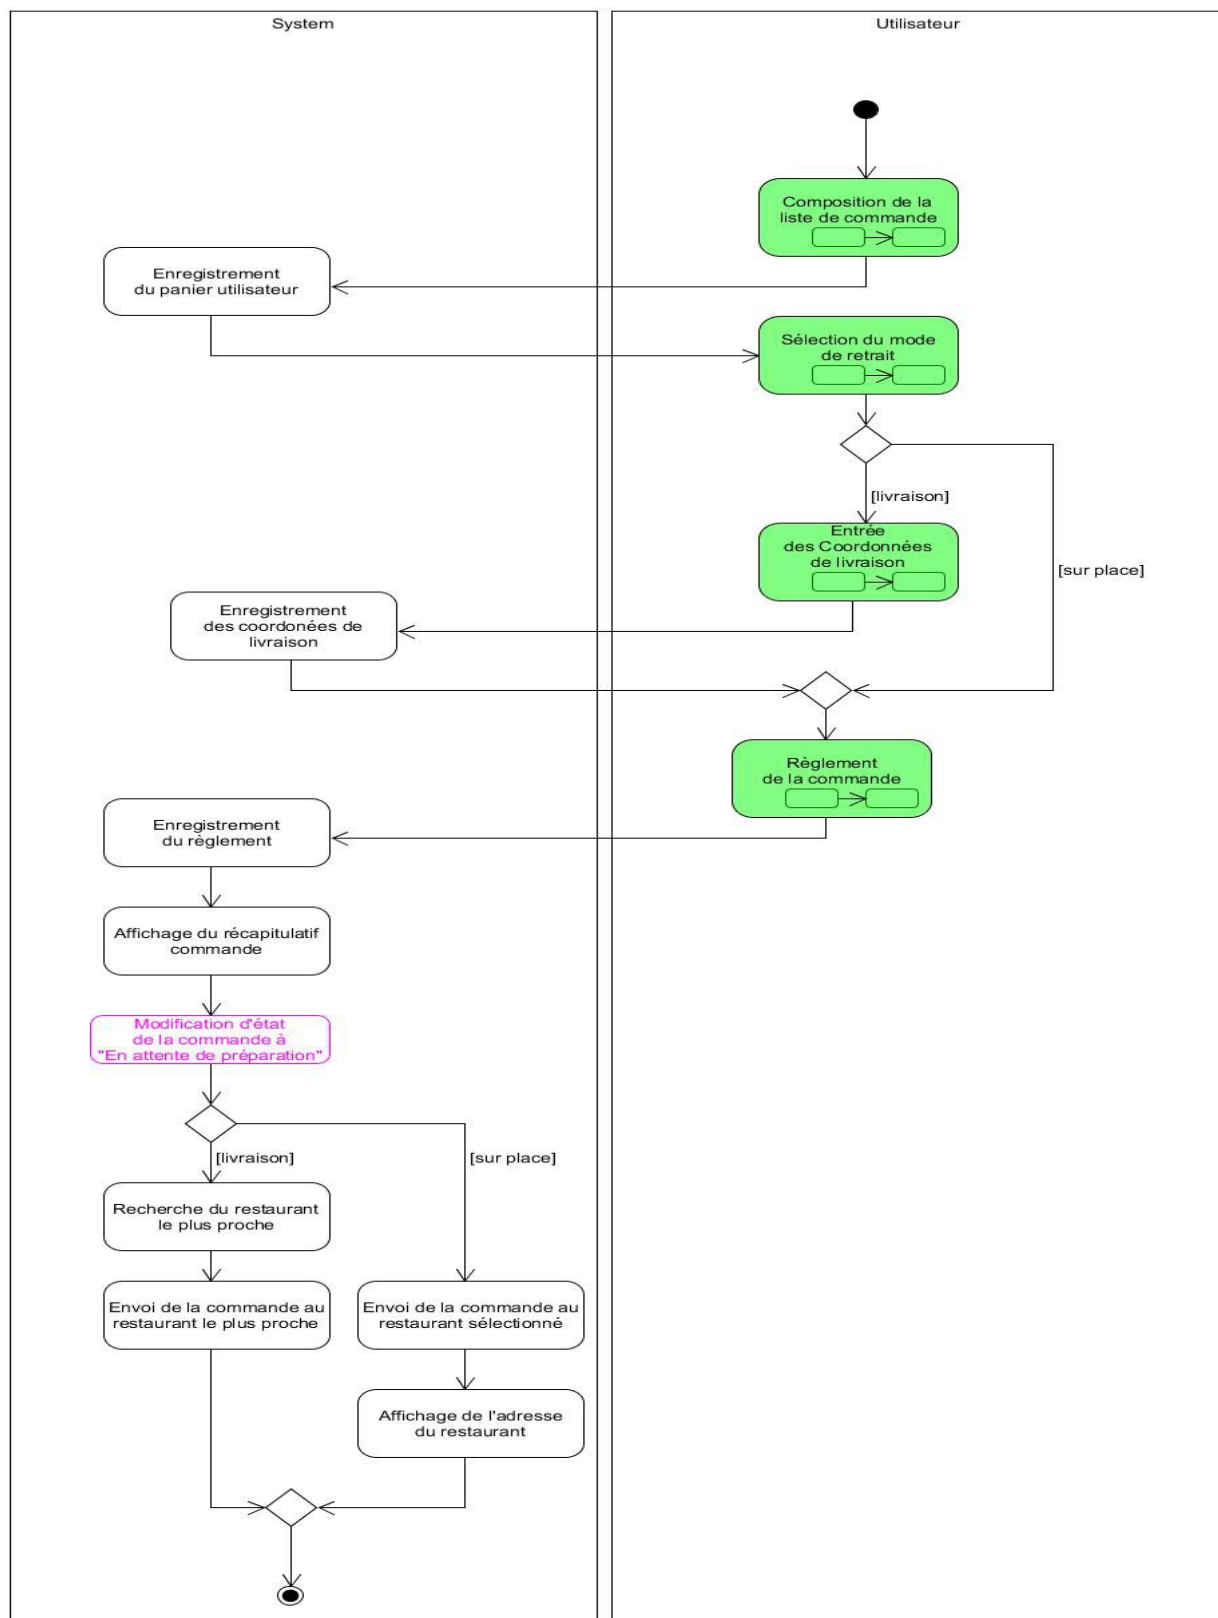 System
Utilisateur
Composition de la
liste de commande
Enregistrement
du panier utilisateur
Sélection du mode
de retrait
[livraison]
[sur place]
Entrée
des Coordonnées
de livraison
Enregistrement
des coordonées de
livraison
Règlement
de la commande
Enregistrement
du règlement
Affichage du récapitulatif
commande
Modification d'état
de la commande à
"En attente de préparation"
[livraison]
[sur place]
Recherche du restaurant
le plus proche
Envoi de la commande au
restaurant le plus proche
Envoi de la commande au
restaurant sélectionné
Affichage de l'adresse
du restaurant